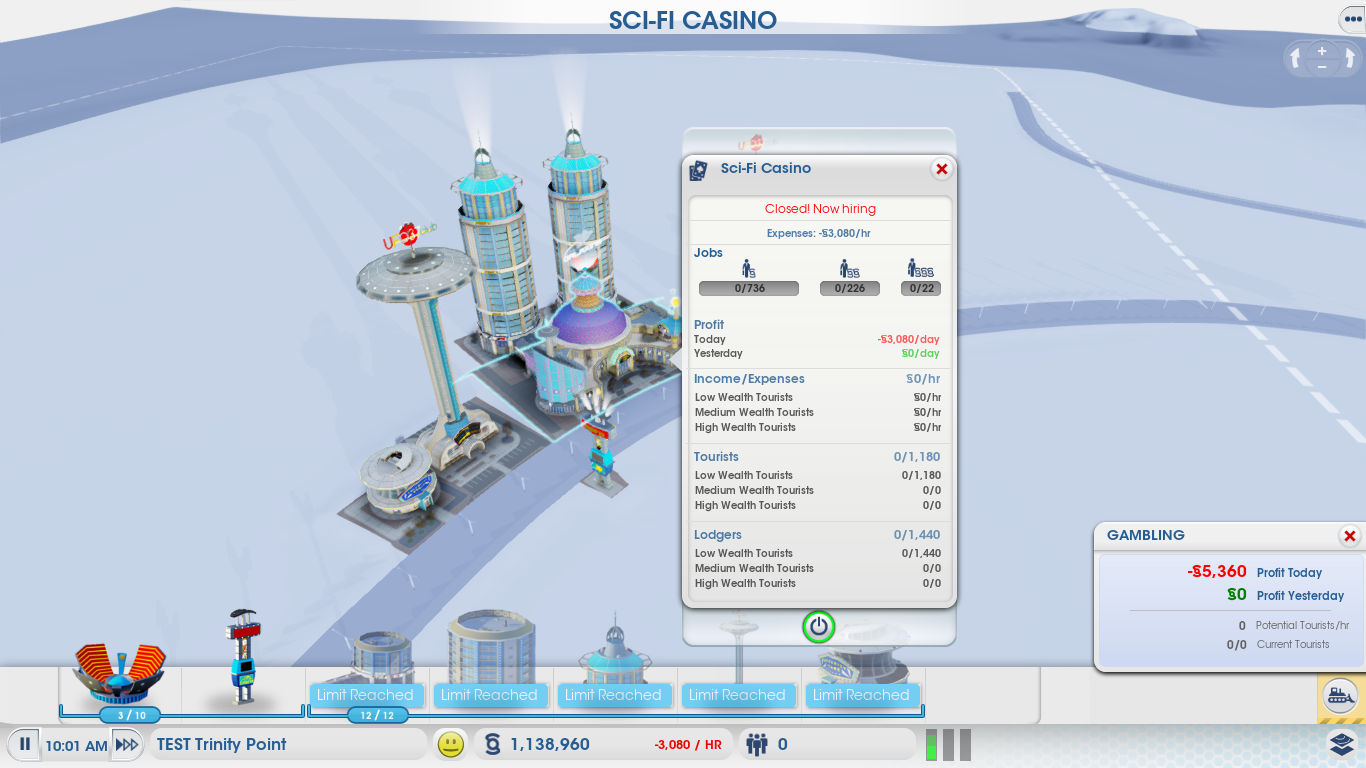 SCI-FI CASINO
Sci-Fi Casino
Closed! Now hiring
Expenses: -§3,080/hr
Jobs
0/736 0/226 0/22
Profit
Today -§3,080/day
Yesterday §0/day
Income/Expenses §0/hr
Low Wealth Tourists §0/hr
Medium Wealth Tourists §0/hr
High Wealth Tourists §0/hr
Tourists 0/1,180
Low Wealth Tourists 0/1,180
Medium Wealth Tourists 0/0
High Wealth Tourists 0/0
Lodgers 0/1,440
Low Wealth Tourists 0/1,440
Medium Wealth Tourists 0/0
High Wealth Tourists 0/0
GAMBLING
-§5,360 Profit Today
§0 Profit Yesterday
0 Potential Tourists/hr
0/0 Current Tourists
Limit Reached Limit Reached Limit Reached Limit Reached Limit Reached
3 / 10 12 / 12
10:01 AM TEST Trinity Point § 1,138,960 -3,080 / HR 0